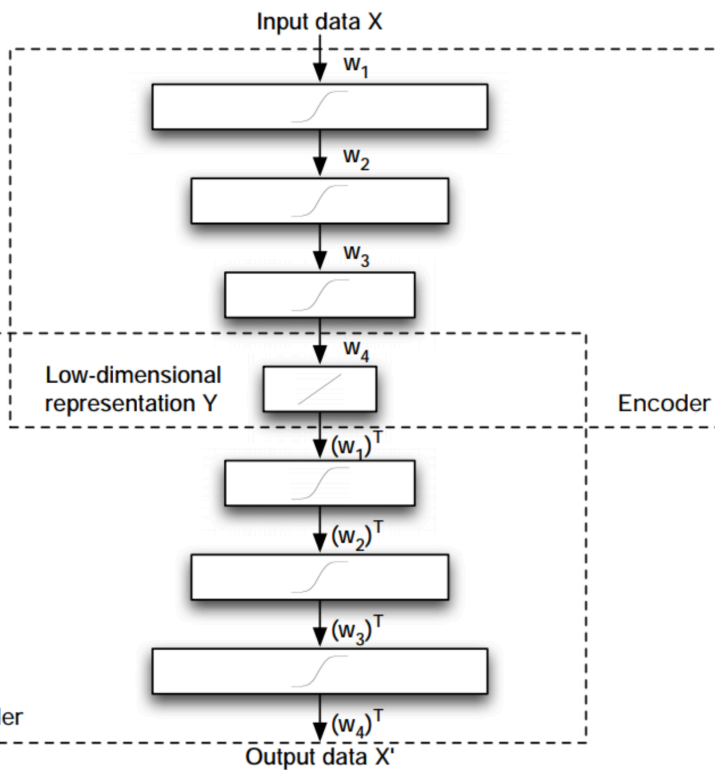 Input data X
w₁
w₂
w₃
w₄
Low-dimensional
representation Y
Encoder
(w₁)ᵀ
(w₂)ᵀ
(w₃)ᵀ
(w₄)ᵀ
Output data X'